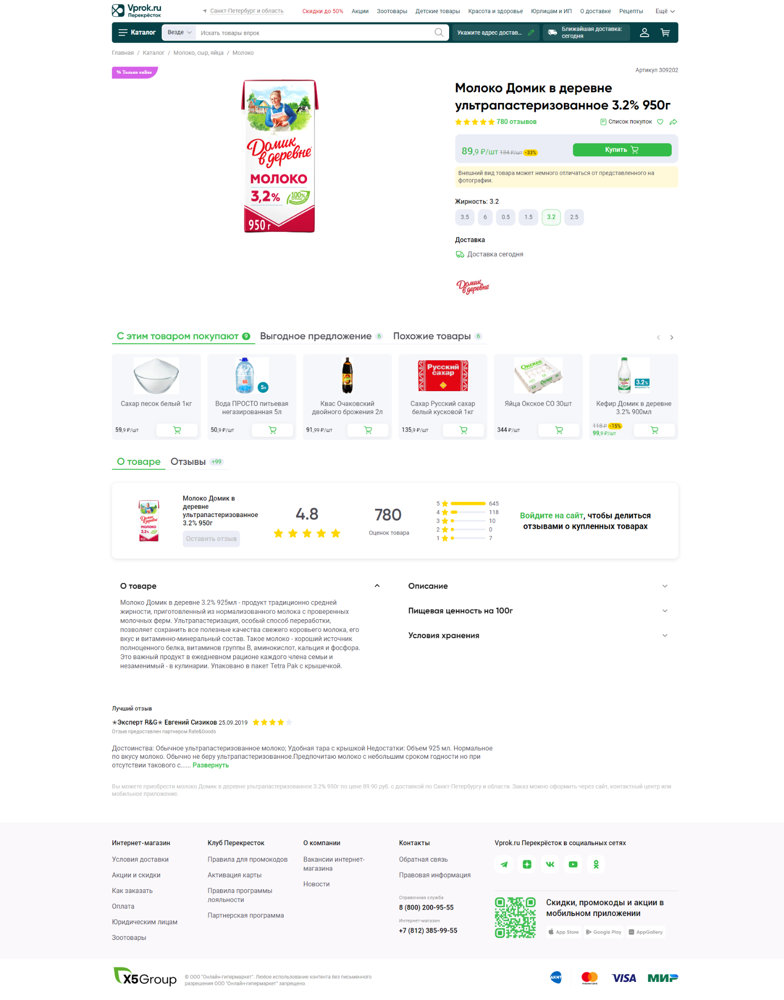 Vprok.ru
Перекрёсток
Санкт-Петербург и область
Скидки до 50% Акции Зоотовары Детские товары Красота и здоровье Юрлицам и ИП О доставке Рецепты Ещё
Каталог Везде Искать товары впрок Укажите адрес достав... Ближайшая доставка: сегодня
Главная / Каталог / Молоко, сыр, яйца / Молоко
% Только online
Артикул 309202
Молоко Домик в деревне
ультрапастеризованное 3.2% 950г
780 отзывов Список покупок
89,9 ₽/шт 134 ₽/шт -33% Купить
Внешний вид товара может немного отличаться от представленного на
фотографии.
Домик
в деревне
МОЛОКО
3,2%
100%
950 г
Жирность: 3.2
3.5 6 0.5 1.5 3.2 2.5
Доставка
Доставка сегодня
Домик
в деревне
С этим товаром покупают 9 Выгодное предложение 6 Похожие товары 6
5л
Русский
сахар
Окское
3.2%
жирность
Сахар песок белый 1кг
59,9 ₽/шт
Вода ПРОСТО питьевая
негазированная 5л
50,9 ₽/шт
Квас Очаковский
двойного брожения 2л
91,99 ₽/шт
Сахар Русский сахар
белый кусковой 1кг
135,9 ₽/шт
Яйца Окское СО 30шт
344 ₽/шт
Кефир Домик в деревне
3.2% 900мл
118 ₽ -15%
99,9 ₽/шт
О товаре Отзывы +99
Домик
в деревне
МОЛОКО
3,2%
950 г
Молоко Домик в
деревне
ультрапастеризованное
3.2% 950г
Оставить отзыв
4.8
780
Оценок товара
5 645
4 118
3 10
2 0
1 7
Войдите на сайт, чтобы делиться
отзывами о купленных товарах
О товаре
Молоко Домик в деревне 3.2% 925мл - продукт традиционно средней
жирности, приготовленный из нормализованного молока с проверенных
молочных ферм. Ультрапастеризация, особый способ переработки,
позволяет сохранить все полезные качества свежего коровьего молока, его
вкус и витаминно-минеральный состав. Такое молоко - хороший источник
полноценного белка, витаминов группы В, аминокислот, кальция и фосфора.
Это важный продукт в ежедневном рационе каждого члена семьи и
незаменимый - в кулинарии. Упаковано в пакет Tetra Pak с крышечкой.
Описание
Пищевая ценность на 100г
Условия хранения
Лучший отзыв
✭Эксперт R&G✭ Евгений Сизиков 25.09.2019
Отзыв предоставлен партнером Rate&Goods
Достоинства: Обычное ультрапастеризованное молоко; Удобная тара с крышкой Недостатки: Объем 925 мл. Нормальное
по вкусу молоко. Обычно не беру ультрапастеризованное.Предпочитаю молоко с небольшим сроком годности но при
отсутствии такового с...... Развернуть
Вы можете приобрести молоко Домик в деревне ультрапастеризованное 3.2% 950г по цене 89.90 руб. с доставкой по Санкт-Петербургу и области. Заказ можно оформить через сайт, контактный центр или
мобильное приложение.
Интернет-магазин
Условия доставки
Акции и скидки
Как заказать
Оплата
Юридическим лицам
Зоотовары
Клуб Перекресток
Правила для промокодов
Активация карты
Правила программы
лояльности
Партнерская программа
О компании
Вакансии интернет-
магазина
Новости
Контакты
Обратная связь
Правовая информация
Справочная служба
8 (800) 200-95-55
Интернет-магазин
+7 (812) 385-99-55
Vprok.ru Перекрёсток в социальных сетях
Скидки, промокоды и акции в
мобильном приложении
App Store Google Play AppGallery
X5Group
© ООО "Онлайн-гипермаркет". Любое использование контента без письменного
разрешения ООО "Онлайн-гипермаркет" запрещено.
АКИТ mastercard VISA МИР